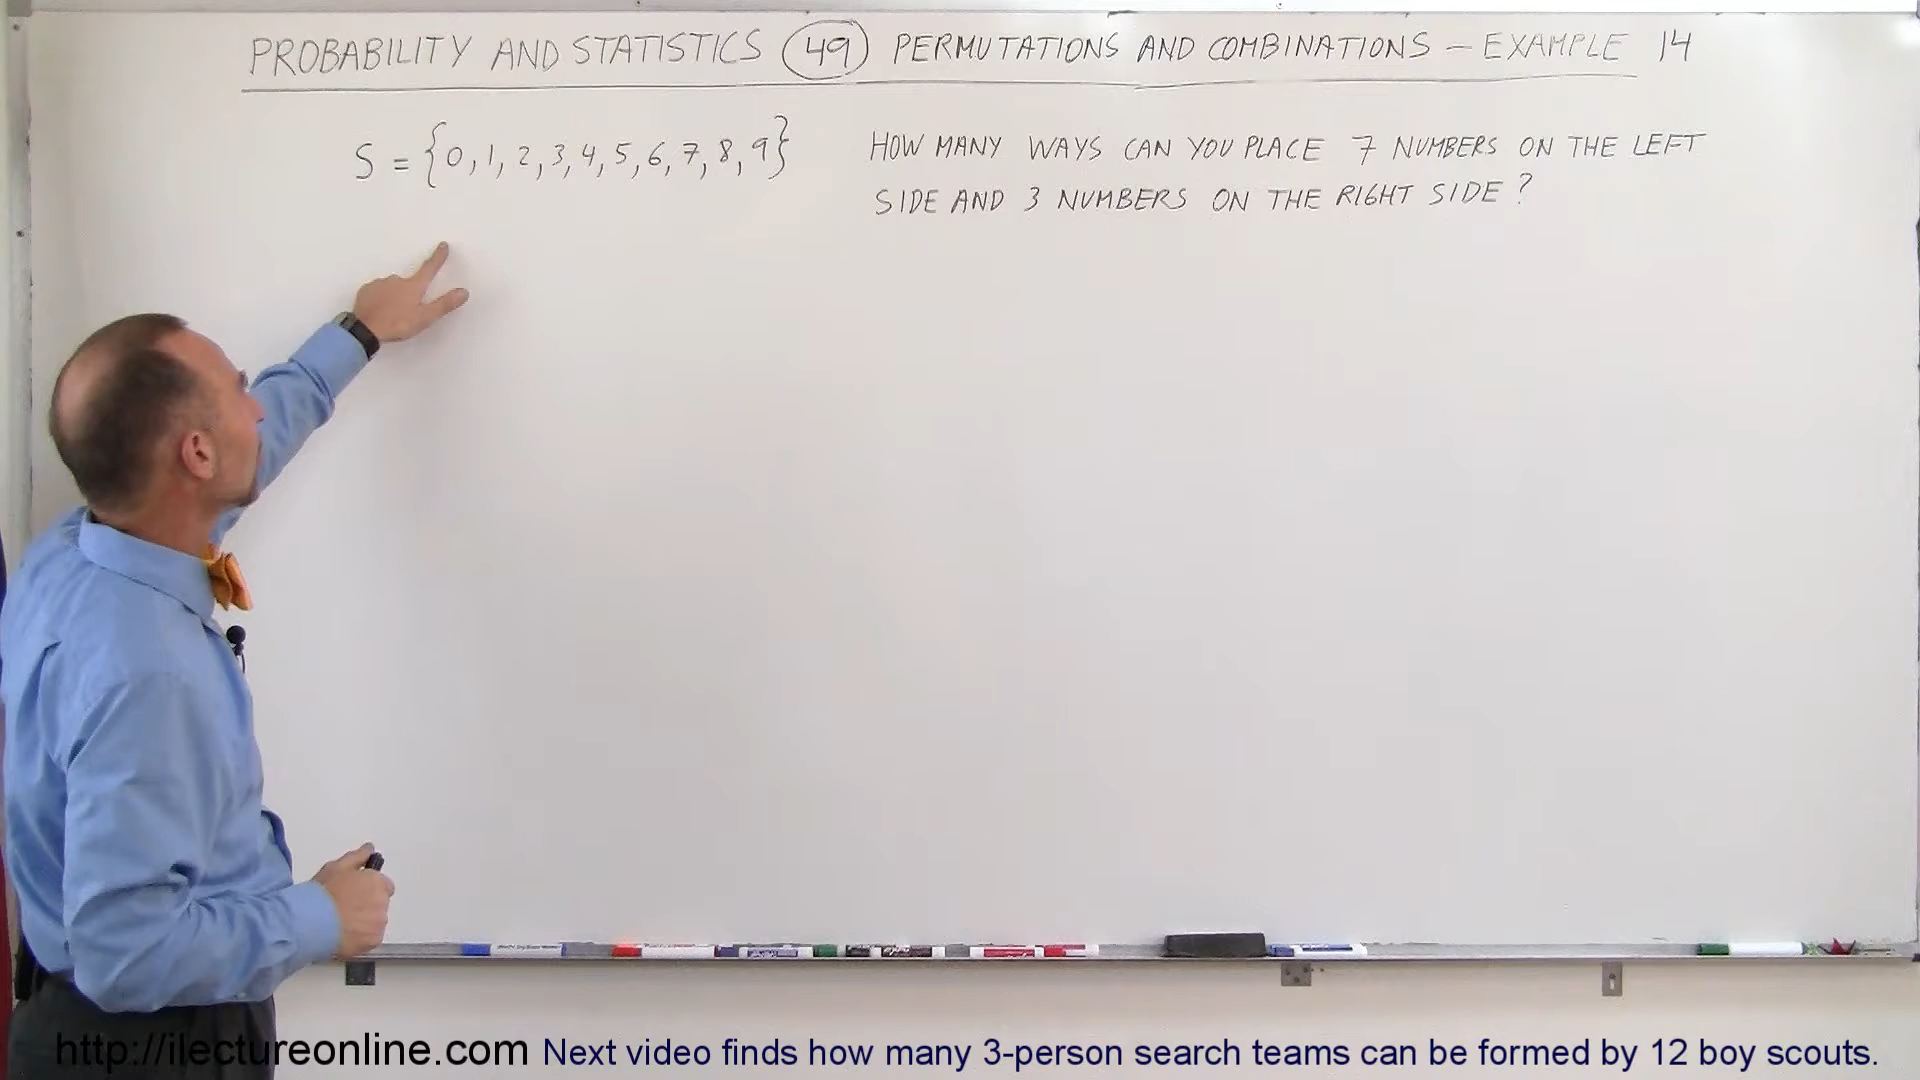 PROBABILITY AND STATISTICS 49 PERMUTATIONS AND COMBINATIONS – EXAMPLE 14
S = {0, 1, 2, 3, 4, 5, 6, 7, 8, 9}
HOW MANY WAYS CAN YOU PLACE 7 NUMBERS ON THE LEFT
SIDE AND 3 NUMBERS ON THE RIGHT SIDE ?
http://ilectureonline.com Next video finds how many 3-person search teams can be formed by 12 boy scouts.